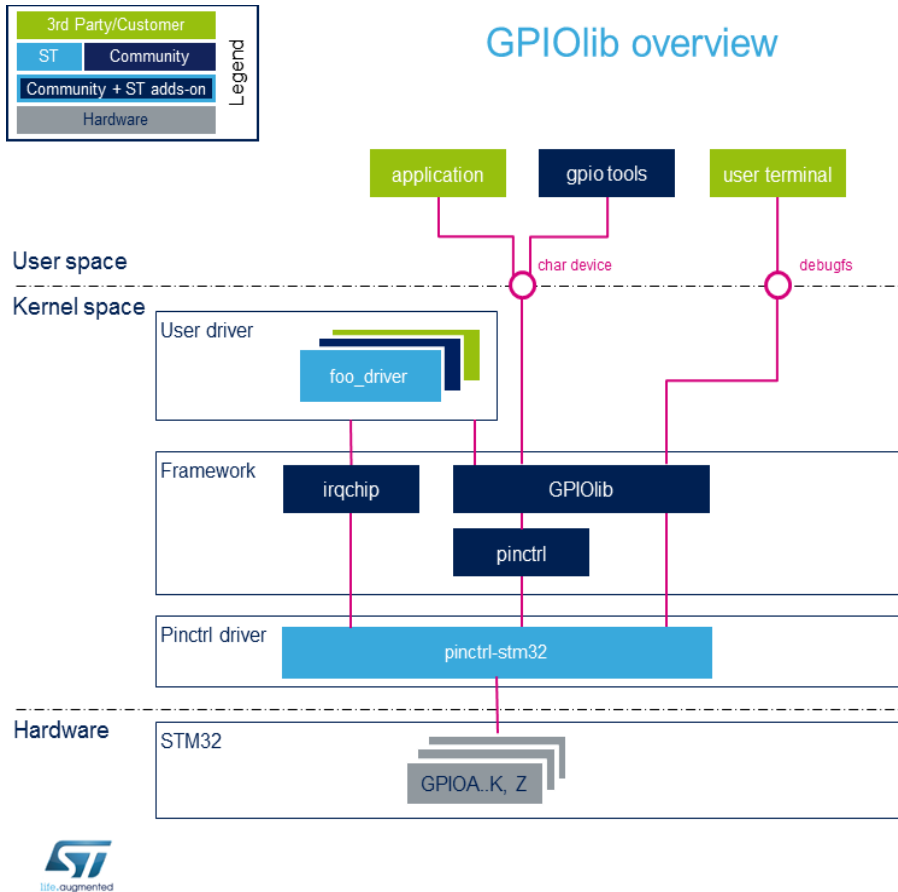 3rd Party/Customer
ST
Community
Community + ST adds-on
Hardware
Legend
GPIOlib overview
application
gpio tools
user terminal
User space
char device
debugfs
Kernel space
User driver
foo_driver
Framework
irqchip
GPIOlib
pinctrl
Pinctrl driver
pinctrl-stm32
Hardware
STM32
GPIOA..K, Z
ST
life.augmented